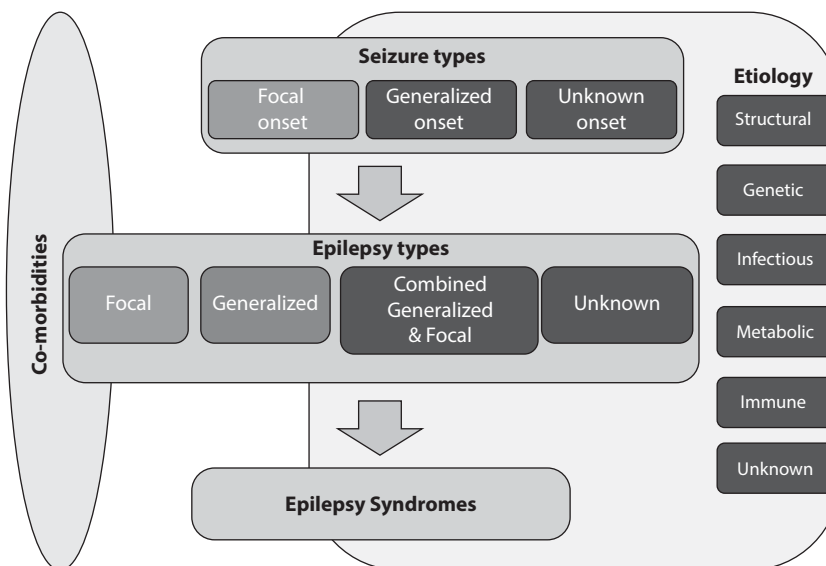 Seizure types
Focal
onset
Generalized
onset
Unknown
onset
Etiology
Structural
Genetic
Infectious
Metabolic
Immune
Unknown
Co-morbidities
Epilepsy types
Focal
Generalized
Combined
Generalized
& Focal
Unknown
Epilepsy Syndromes